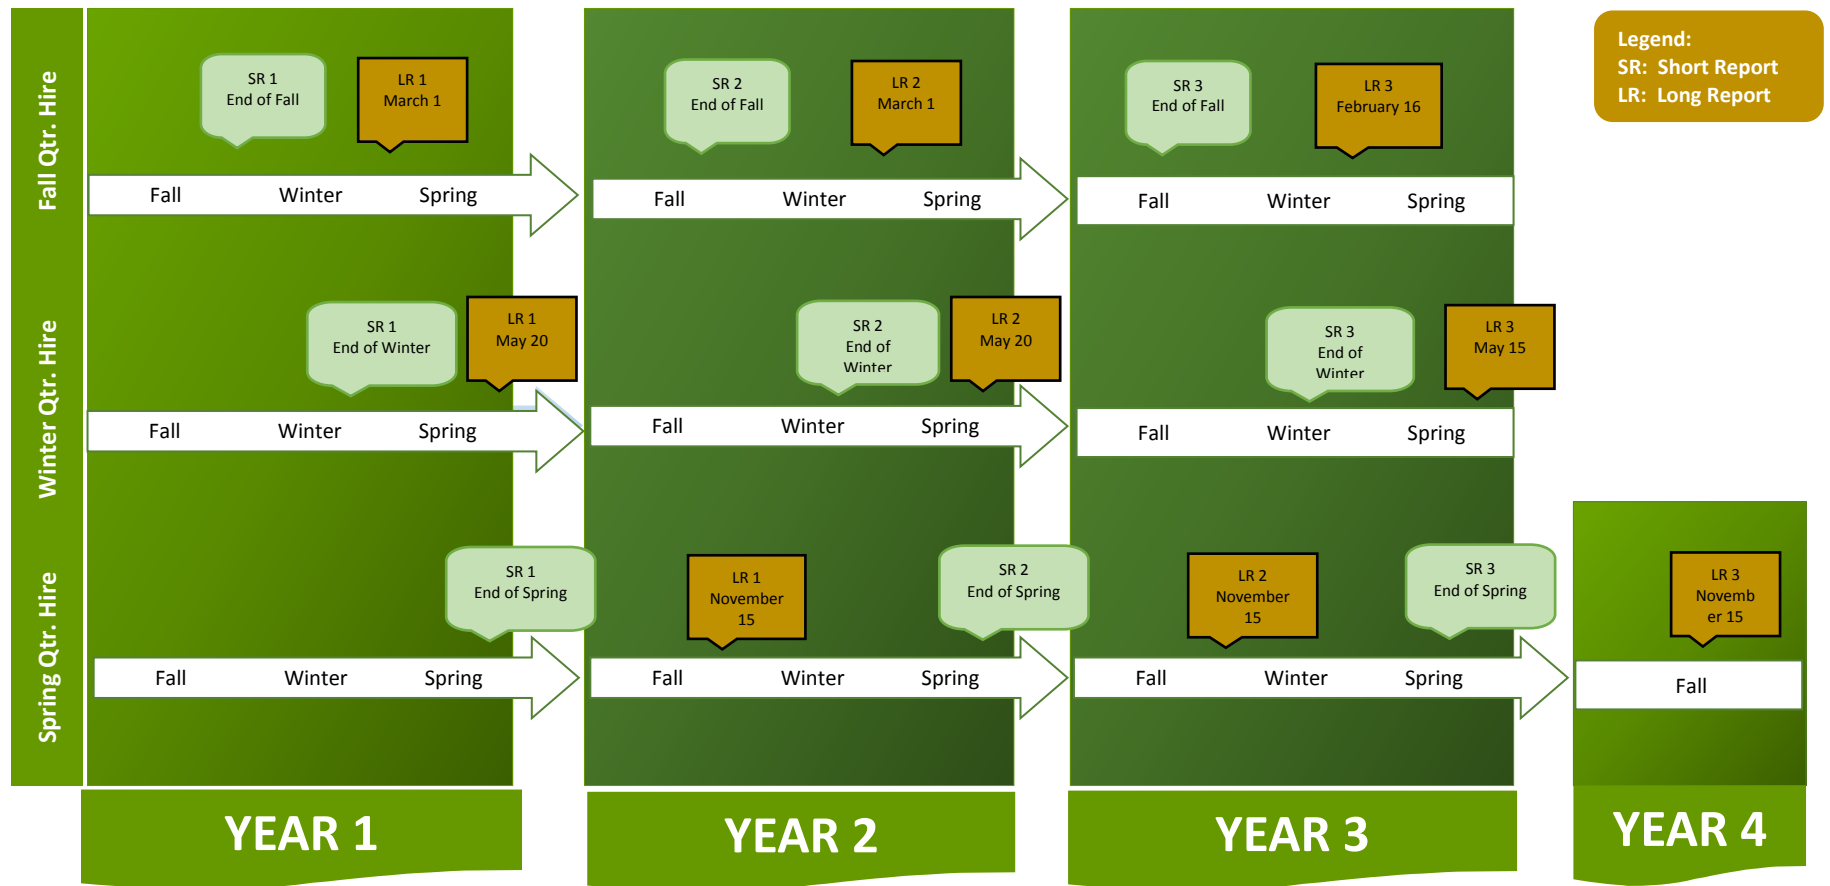 Fall Qtr. Hire
SR 1
End of Fall
LR 1
March 1
SR 2
End of Fall
LR 2
March 1
SR 3
End of Fall
LR 3
February 16
Legend:
SR: Short Report
LR: Long Report
Fall Winter Spring
Fall Winter Spring
Fall Winter Spring
Winter Qtr. Hire
SR 1
End of Winter
LR 1
May 20
SR 2
End of
Winter
LR 2
May 20
SR 3
End of
Winter
LR 3
May 15
Fall Winter Spring
Fall Winter Spring
Fall Winter Spring
Spring Qtr. Hire
SR 1
End of Spring
LR 1
November
15
SR 2
End of Spring
LR 2
November
15
SR 3
End of Spring
LR 3
Novemb
er 15
Fall Winter Spring
Fall Winter Spring
Fall Winter Spring
Fall
YEAR 1
YEAR 2
YEAR 3
YEAR 4